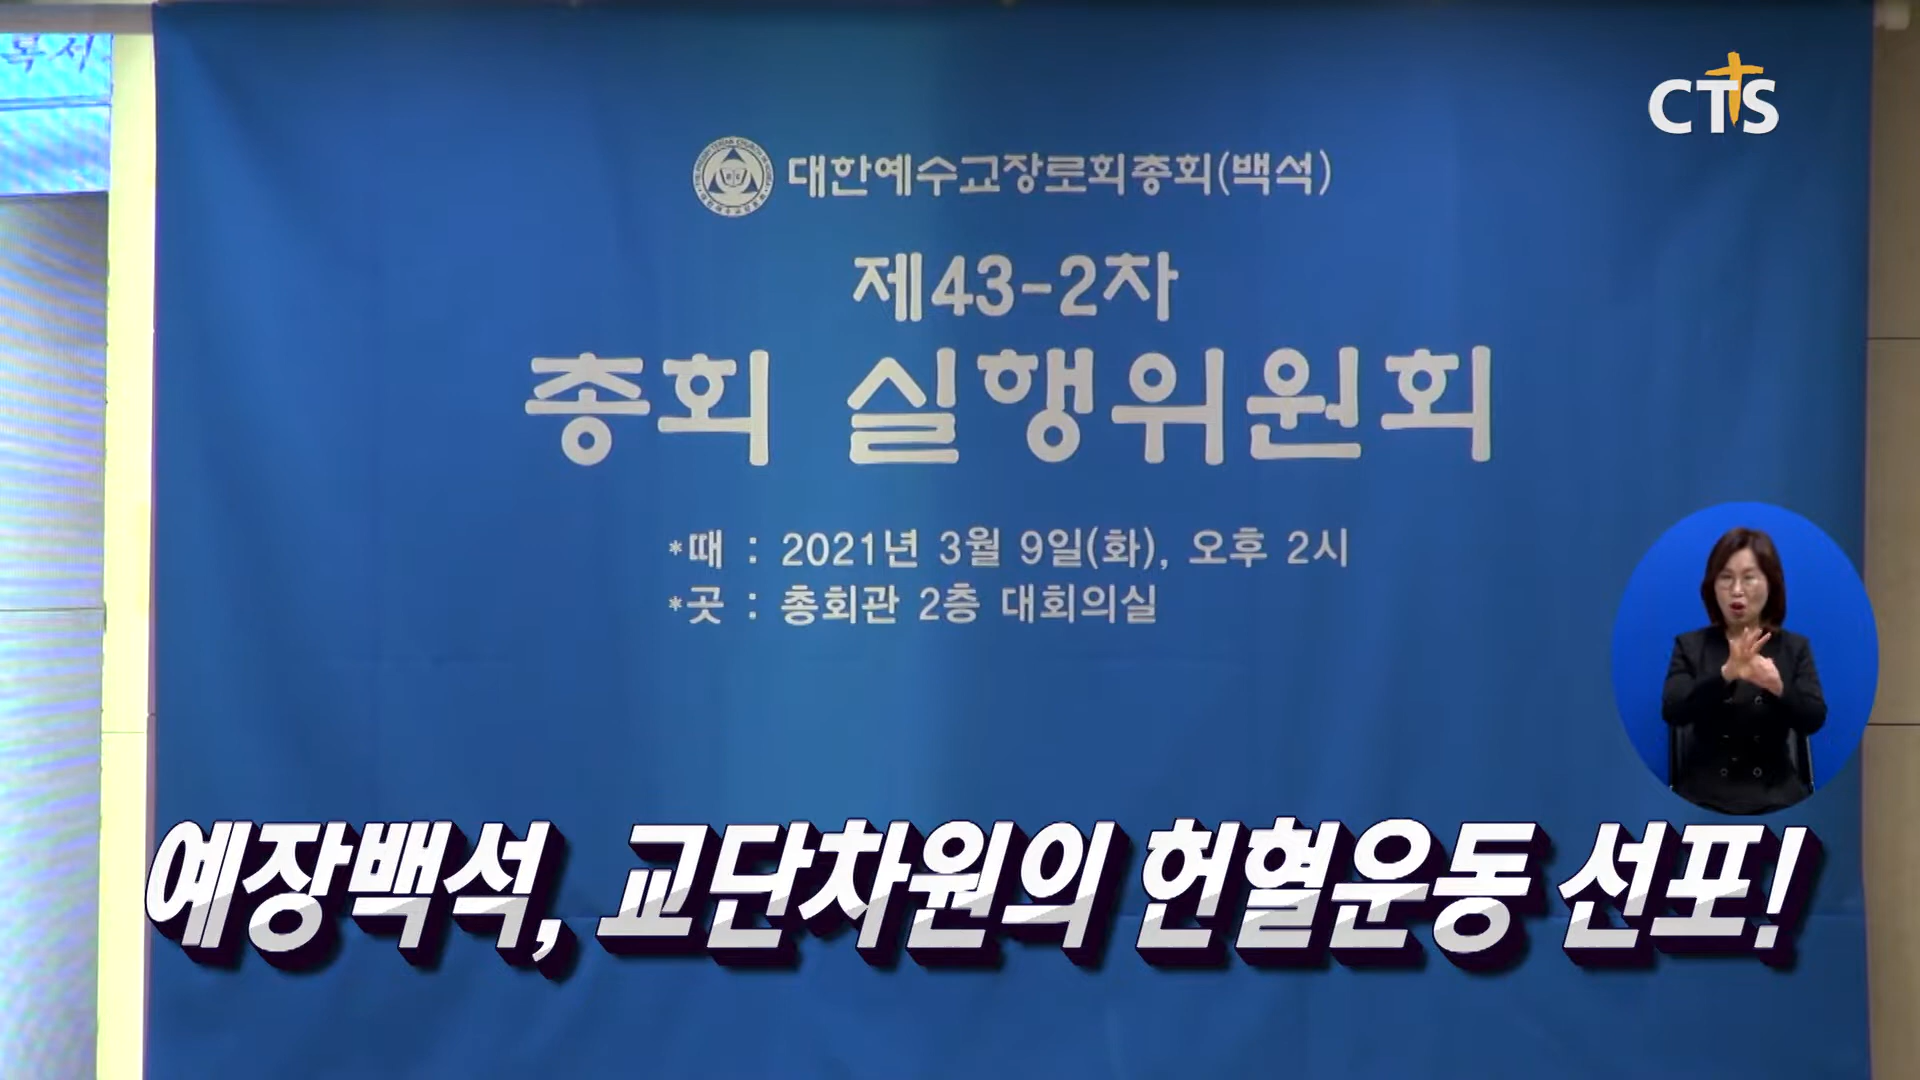 목사
CTS
대한예수교장로회총회(백석)
제43-2차
총회 실행위원회
*때 : 2021년 3월 9일(화), 오후 2시
*곳 : 총회관 2층 대회의실
예장백석, 교단차원의 헌혈운동 선포!